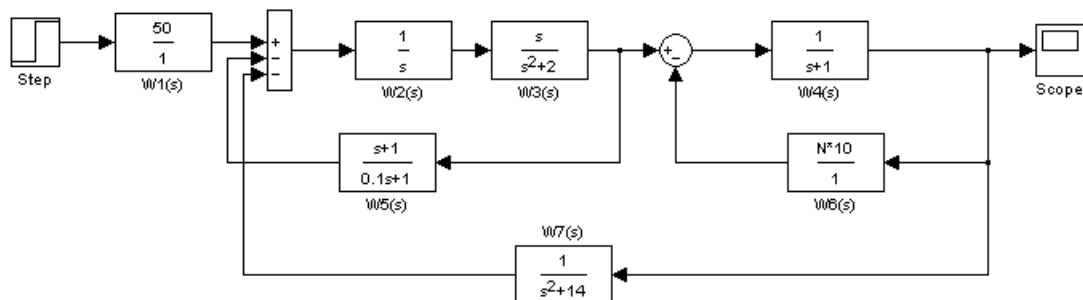 50
1
+
−
−
1
s
s
s²+2
+
−
1
s+1
Step
W1(s)
W2(s)
W3(s)
W4(s)
Scope
s+1
0.1s+1
N*10
1
W5(s)
W6(s)
W7(s)
1
s²+14